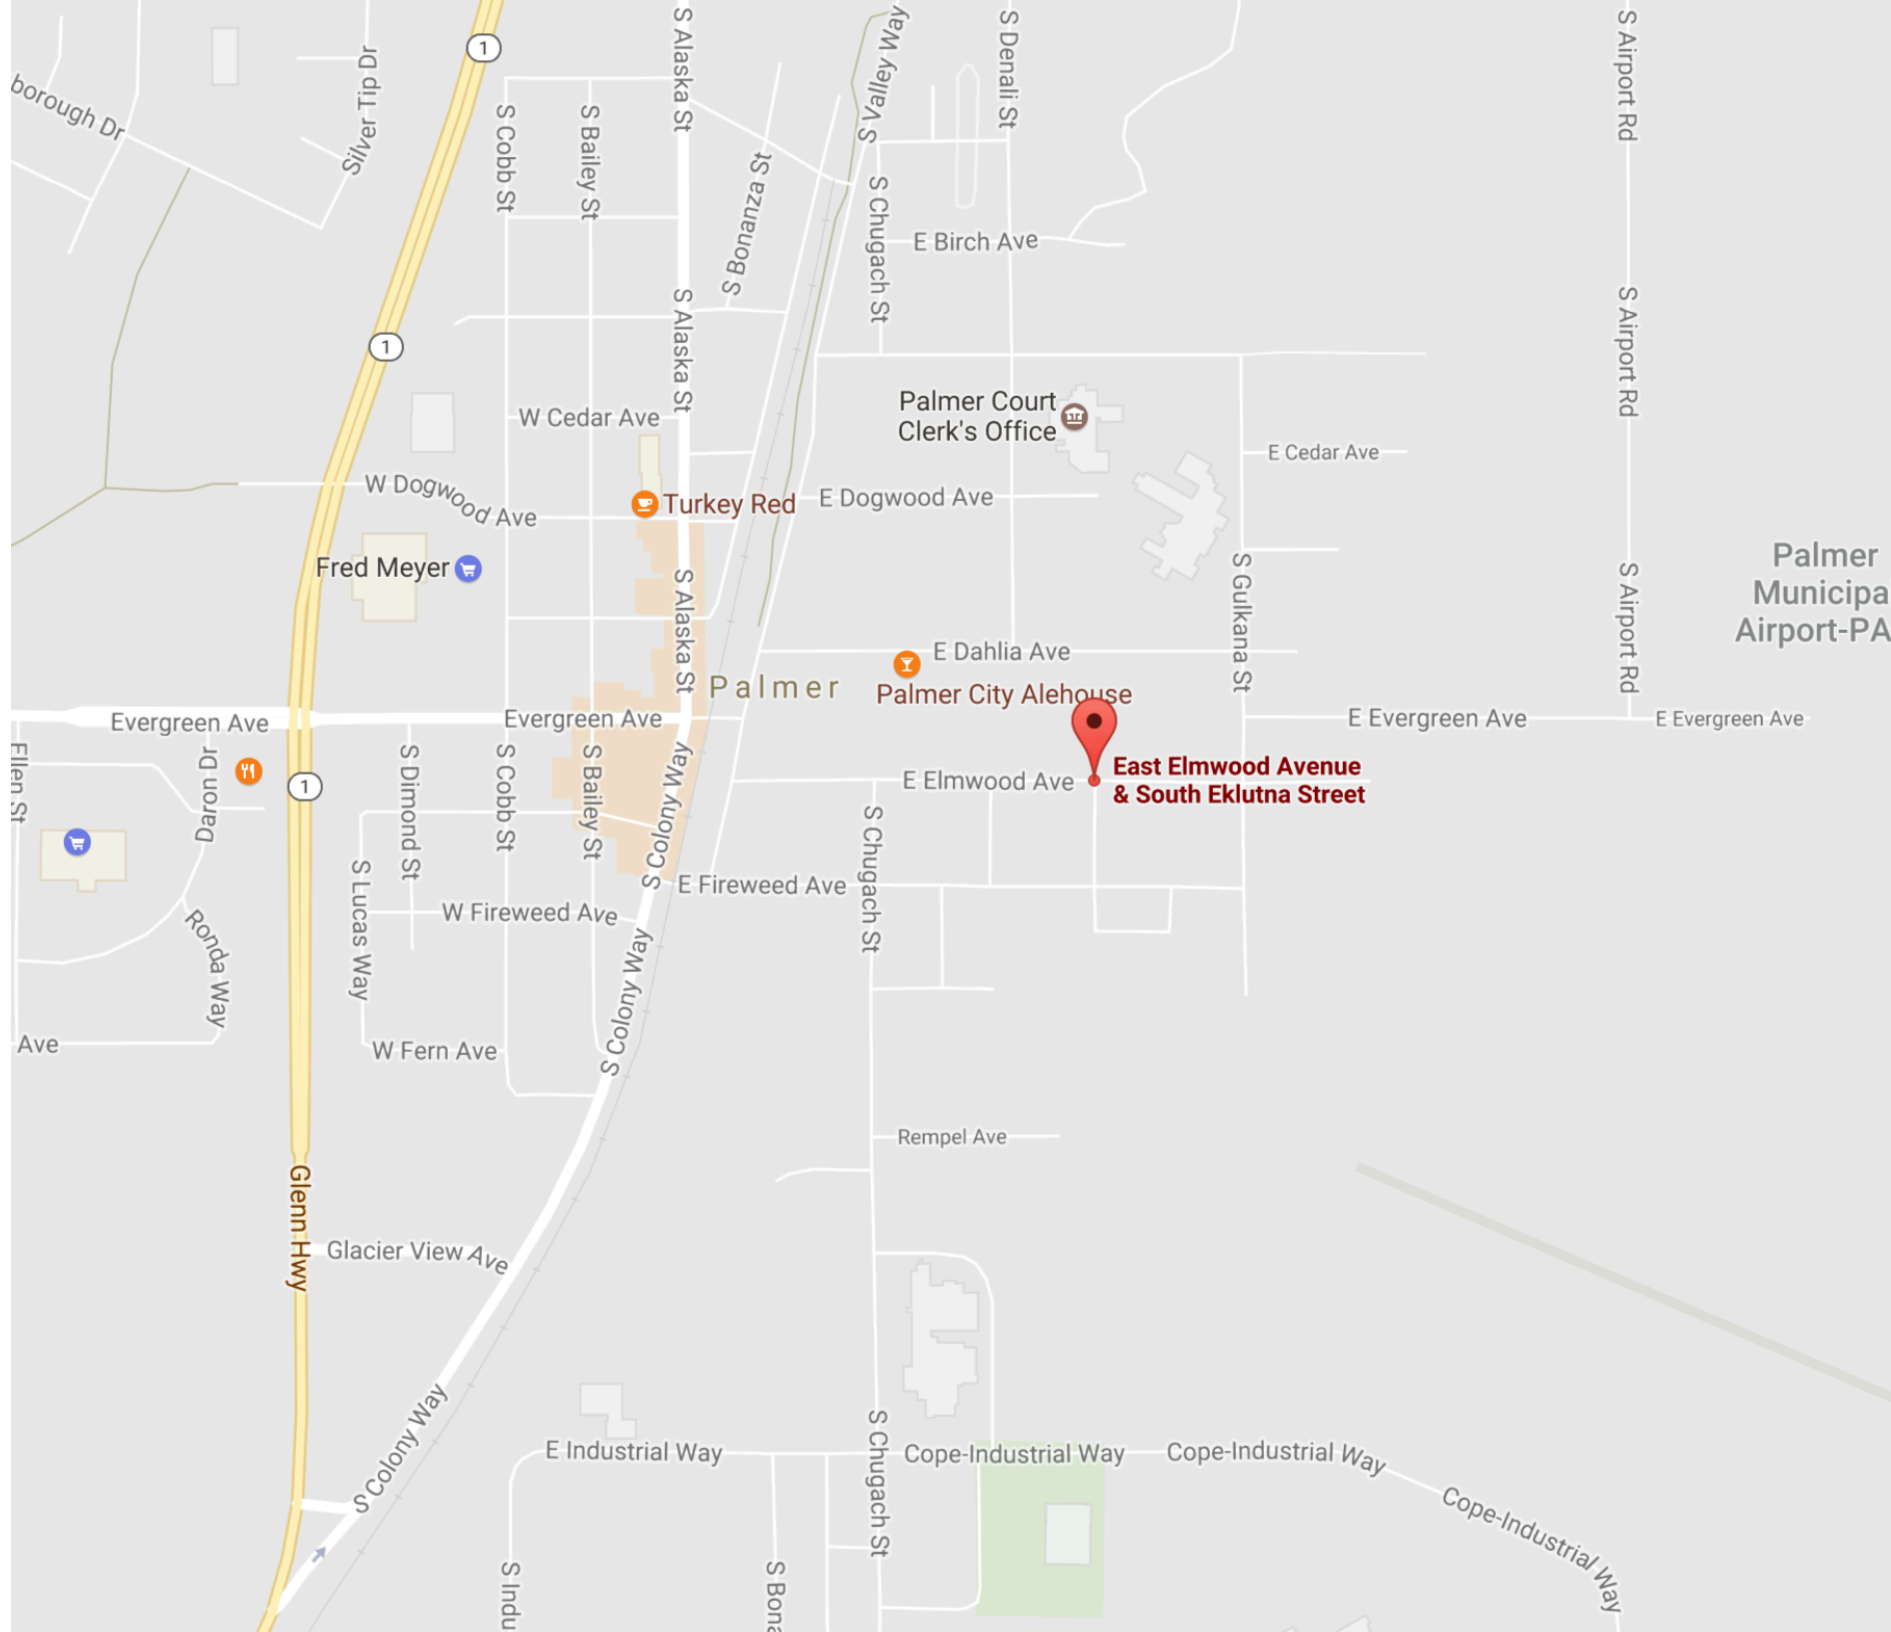 borough Dr
Silver Tip Dr
1
S Cobb St
S Bailey St
S Alaska St
S Bonanza St
S Valley Way
S Denali St
S Chugach St
E Birch Ave
S Airport Rd
S Airport Rd
1
S Alaska St
W Cedar Ave
Palmer Court
Clerk's Office
E Cedar Ave
W Dogwood Ave
Turkey Red
E Dogwood Ave
Fred Meyer
S Alaska St
S Gulkana St
S Airport Rd
Palmer
Municipa
Airport-PA
E Dahlia Ave
Palmer
Palmer City Alehouse
Evergreen Ave
Evergreen Ave
E Evergreen Ave
E Evergreen Ave
Ellen St
Daron Dr
1
S Dimond St
S Cobb St
S Bailey St
S Colony Way
E Elmwood Ave
East Elmwood Avenue
& South Eklutna Street
S Chugach St
S Lucas Way
E Fireweed Ave
W Fireweed Ave
Ronda Way
S Colony Way
Ave
W Fern Ave
Rempel Ave
Glenn Hwy
Glacier View Ave
S Colony Way
E Industrial Way
S Chugach St
Cope-Industrial Way
Cope-Industrial Way
Cope-Industrial Way
S Indu
S Bona